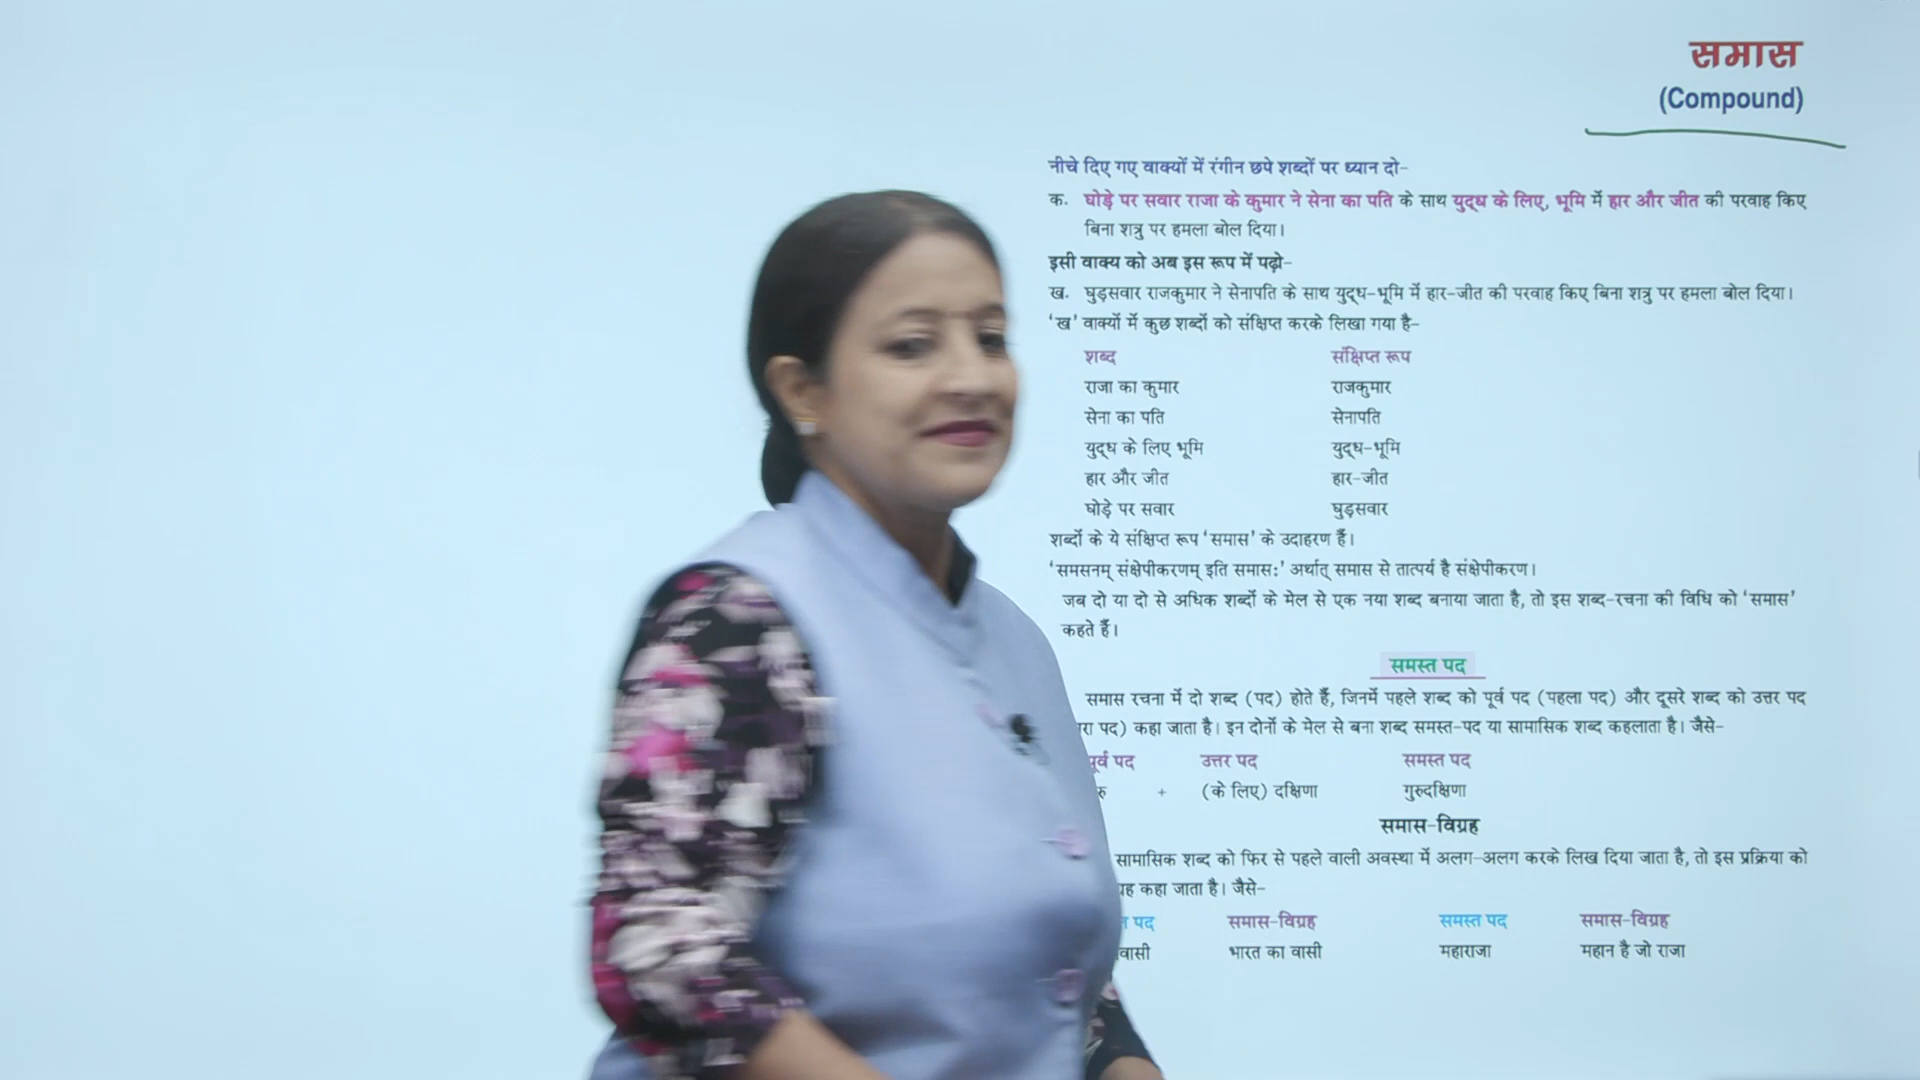 समास
(Compound)
नीचे दिए गए वाक्यों में रंगीन छपे शब्दों पर ध्यान दो–
क. घोड़े पर सवार राजा के कुमार ने सेना का पति के साथ युद्ध के लिए, भूमि में हार और जीत की परवाह किए
बिना शत्रु पर हमला बोल दिया।
इसी वाक्य को अब इस रूप में पढ़ो–
ख. घुड़सवार राजकुमार ने सेनापति के साथ युद्ध-भूमि में हार-जीत की परवाह किए बिना शत्रु पर हमला बोल दिया।
'ख' वाक्यों में कुछ शब्दों को संक्षिप्त करके लिखा गया है–
शब्द संक्षिप्त रूप
राजा का कुमार राजकुमार
सेना का पति सेनापति
युद्ध के लिए भूमि युद्ध-भूमि
हार और जीत हार-जीत
घोड़े पर सवार घुड़सवार
शब्दों के ये संक्षिप्त रूप 'समास' के उदाहरण हैं।
'समसनम् संक्षेपीकरणम् इति समासः' अर्थात् समास से तात्पर्य है संक्षेपीकरण।
जब दो या दो से अधिक शब्दों के मेल से एक नया शब्द बनाया जाता है, तो इस शब्द-रचना की विधि को 'समास'
कहते हैं।
समस्त पद
समास रचना में दो शब्द (पद) होते हैं, जिनमें पहले शब्द को पूर्व पद (पहला पद) और दूसरे शब्द को उत्तर पद
पद) कहा जाता है। इन दोनों के मेल से बना शब्द समस्त-पद या सामासिक शब्द कहलाता है। जैसे–
पद उत्तर पद समस्त पद
+ (के लिए) दक्षिणा गुरुदक्षिणा
समास-विग्रह
सामासिक शब्द को फिर से पहले वाली अवस्था में अलग-अलग करके लिख दिया जाता है, तो इस प्रक्रिया को
कहा जाता है। जैसे–
पद समास-विग्रह समस्त पद समास-विग्रह
वासी भारत का वासी महाराजा महान है जो राजा